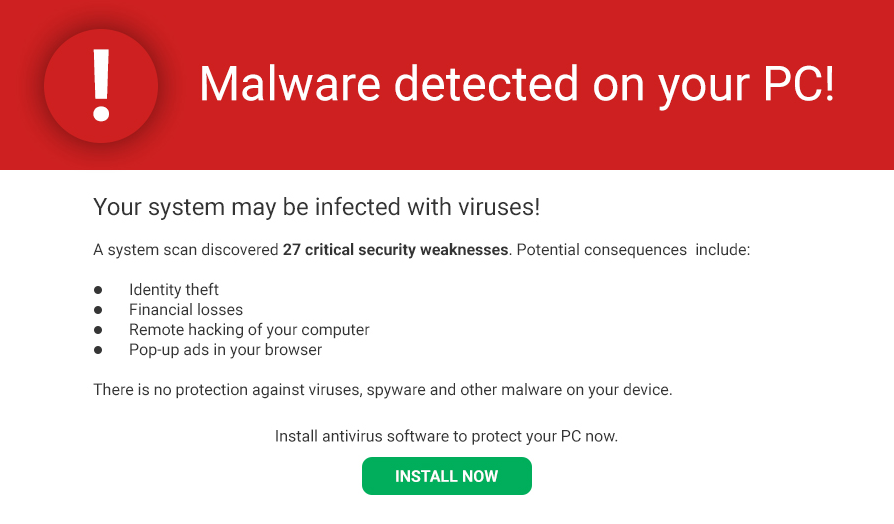 !
Malware detected on your PC!
Your system may be infected with viruses!
A system scan discovered 27 critical security weaknesses. Potential consequences  include:
● Identity theft
● Financial losses
● Remote hacking of your computer
● Pop-up ads in your browser
There is no protection against viruses, spyware and other malware on your device.
Install antivirus software to protect your PC now.
INSTALL NOW